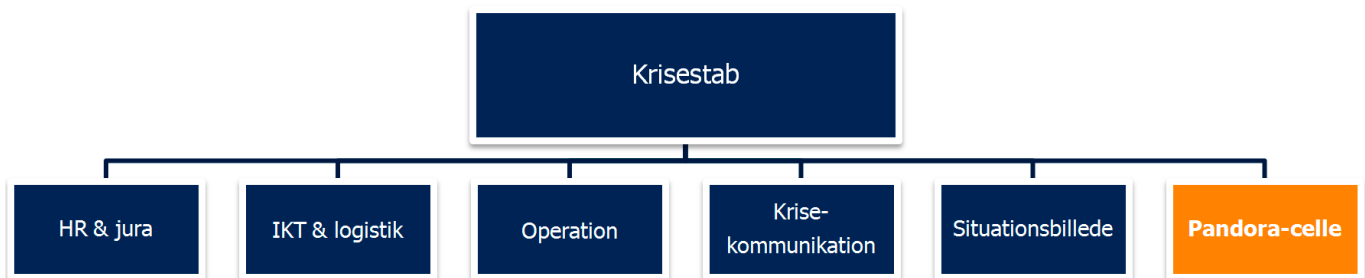 Krisestab
HR & jura
IKT & logistik
Operation
Krise-
kommunikation
Situationsbillede
Pandora-celle